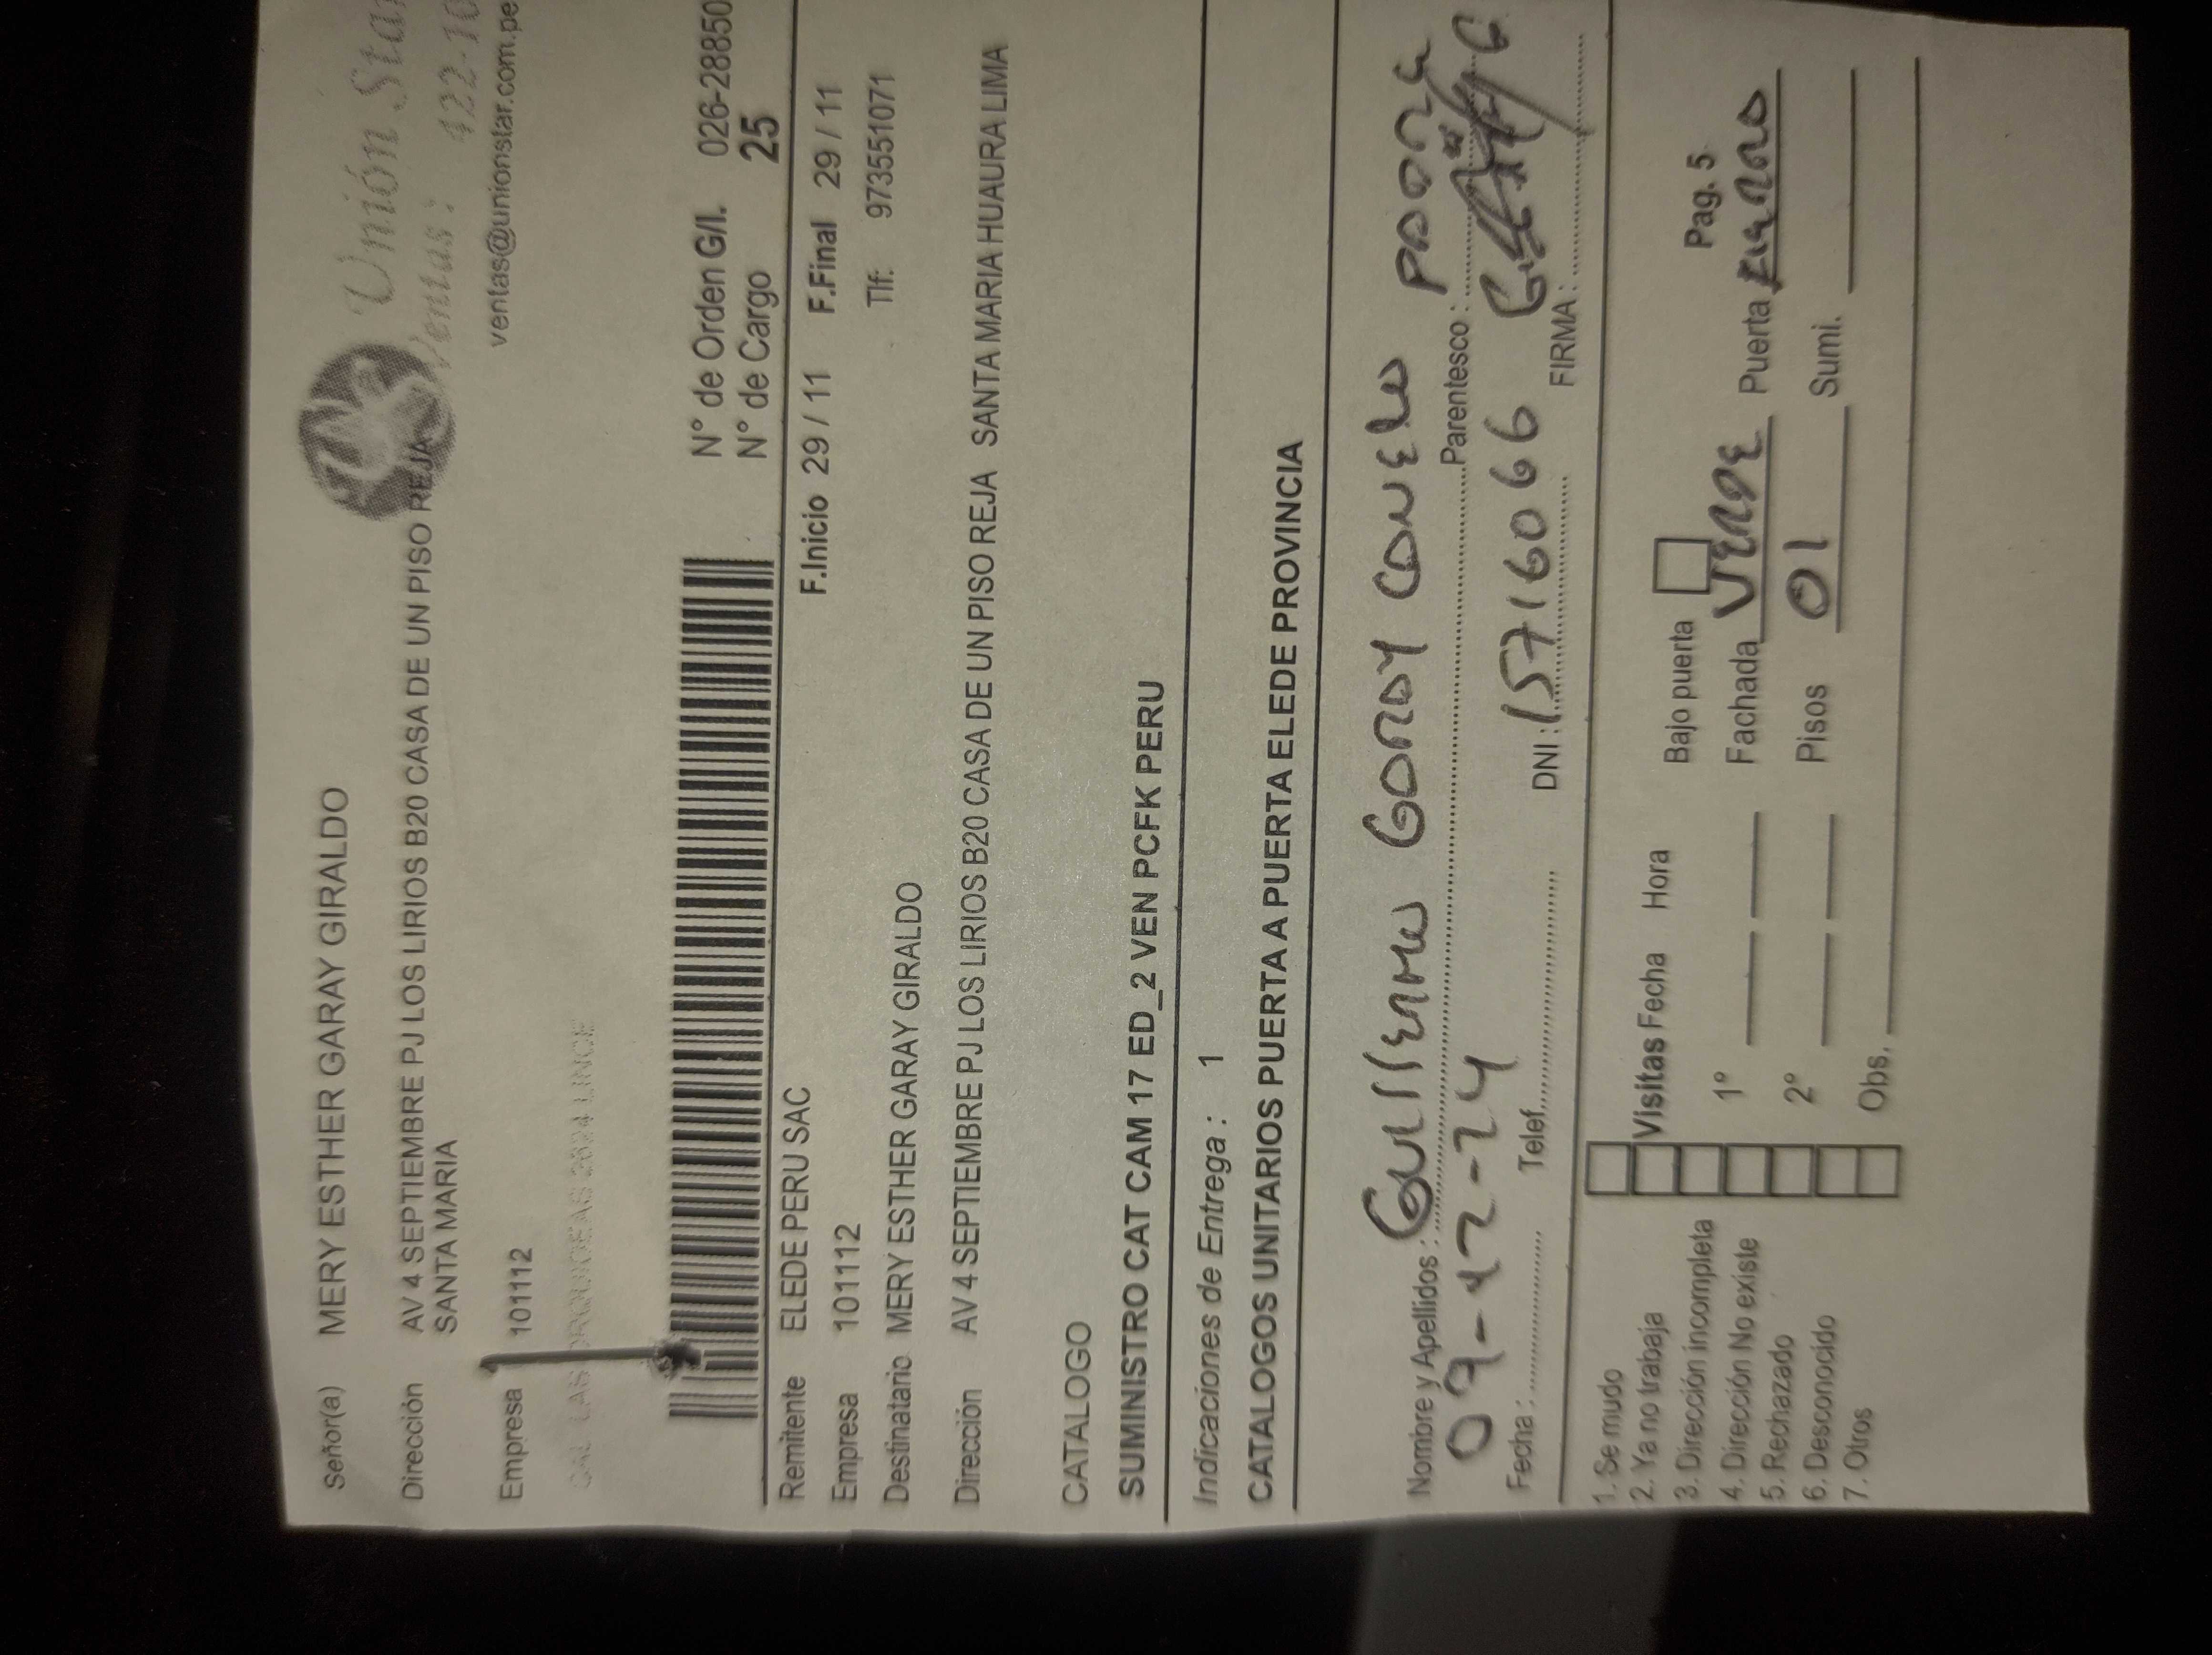 Unión Star
Ventas : 422-10
ventas@unionstar.com.pe
Señor(a) MERY ESTHER GARAY GIRALDO
Dirección AV 4 SEPTIEMBRE PJ LOS LIRIOS B20 CASA DE UN PISO REJA
SANTA MARIA
Empresa 101112
N° de Orden G/I. 026-28850
N° de Cargo 25
Remitente ELEDE PERU SAC F.Inicio 29 / 11 F.Final 29 / 11
Empresa 101112 Tlf: 973551071
Destinatario MERY ESTHER GARAY GIRALDO
Dirección AV 4 SEPTIEMBRE PJ LOS LIRIOS B20 CASA DE UN PISO REJA SANTA MARIA HUAURA LIMA
CATALOGO
SUMINISTRO CAT CAM 17 ED_2 VEN PCFK PERU
Indicaciones de Entrega : 1
CATALOGOS UNITARIOS PUERTA A PUERTA ELEDE PROVINCIA
Nombre y Apellidos : Guillermo Parentesco :
Fecha : 07-12-24 Telef. DNI : 15716066 FIRMA :
1. Se mudo
2. Ya no trabaja Visitas Fecha Hora Bajo puerta Pag. 5
3. Dirección incompleta
4. Dirección No existe 1º Fachada VERDE Puerta
5. Rechazado
6. Desconocido 2º Pisos 01 Sumi.
7. Otros Obs.